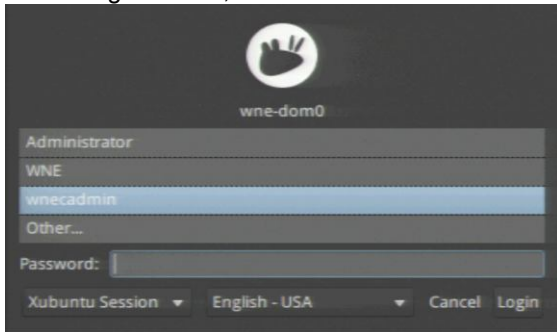 wne-dom0
Administrator
WNE
wnecadmin
Other...
Password:
Xubuntu Session English - USA Cancel Login